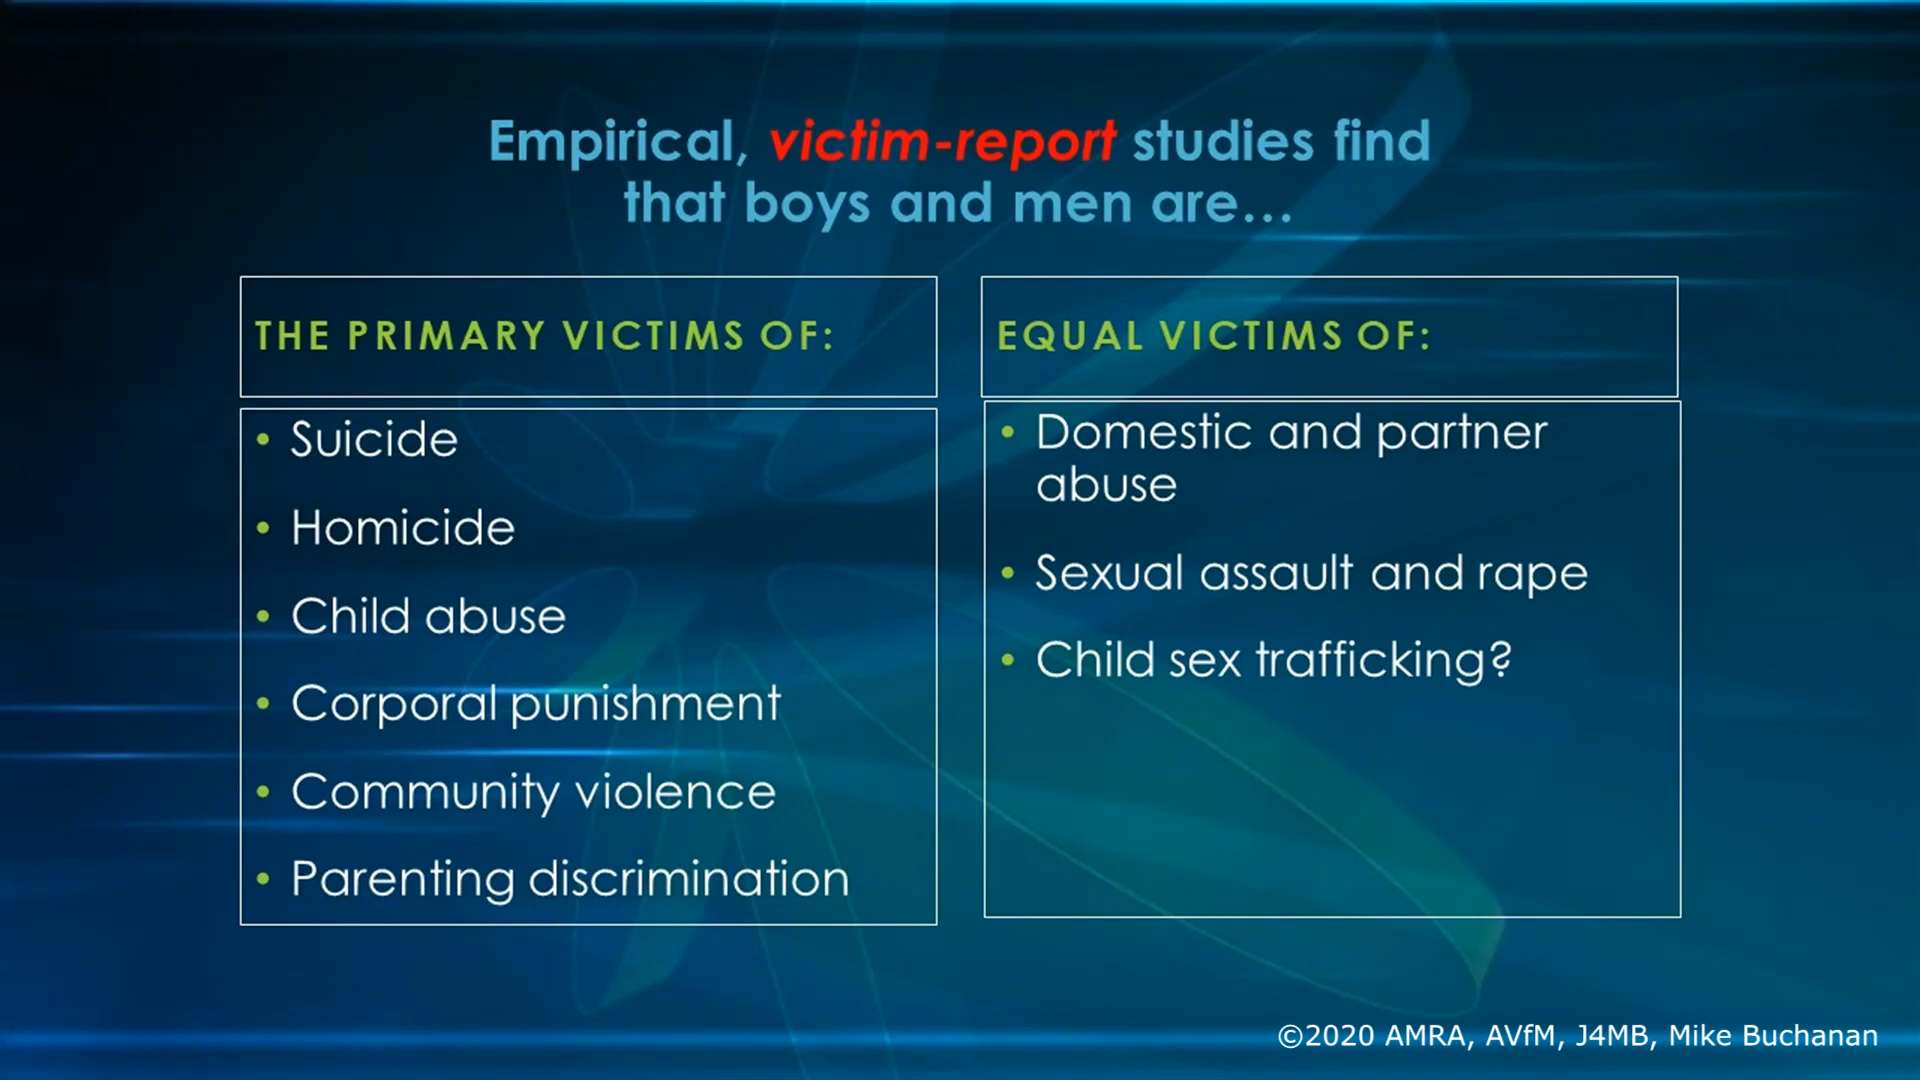 Empirical, victim-report studies find
that boys and men are…
THE PRIMARY VICTIMS OF:
• Suicide
• Homicide
• Child abuse
• Corporal punishment
• Community violence
• Parenting discrimination
EQUAL VICTIMS OF:
• Domestic and partner
abuse
• Sexual assault and rape
• Child sex trafficking?
©2020 AMRA, AVfM, J4MB, Mike Buchanan